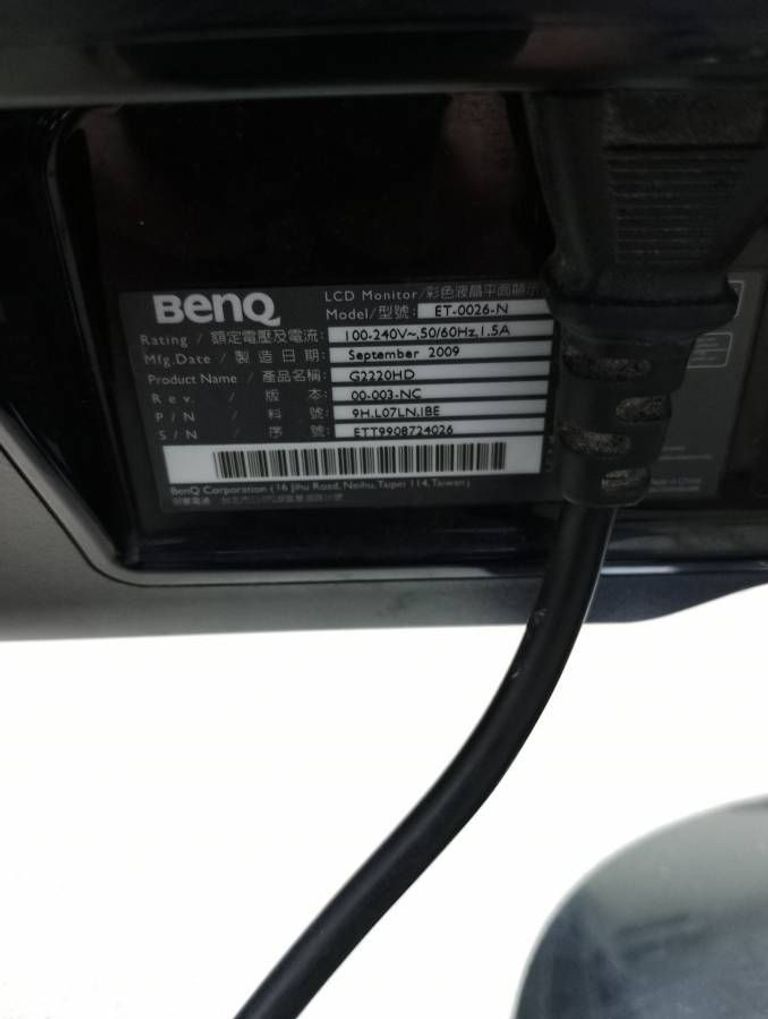 BenQ
LCD Monitor/彩色液晶平面顯示
Model/型號: ET-0026-N
Rating / 額定電壓及電流: 100-240V~,50/60Hz,1.5A
Mfg.Date / 製造日期: September 2009
Product Name / 產品名稱: G2220HD
Rev. / 版本: 00-003-NC
P/N / 料號: 9H.L07LN.IBE
S/N / 序號: ETT9908724026
BenQ Corporation (16 Jihu Road, Neihu, Taipei 114, Taiwan)
Made in China